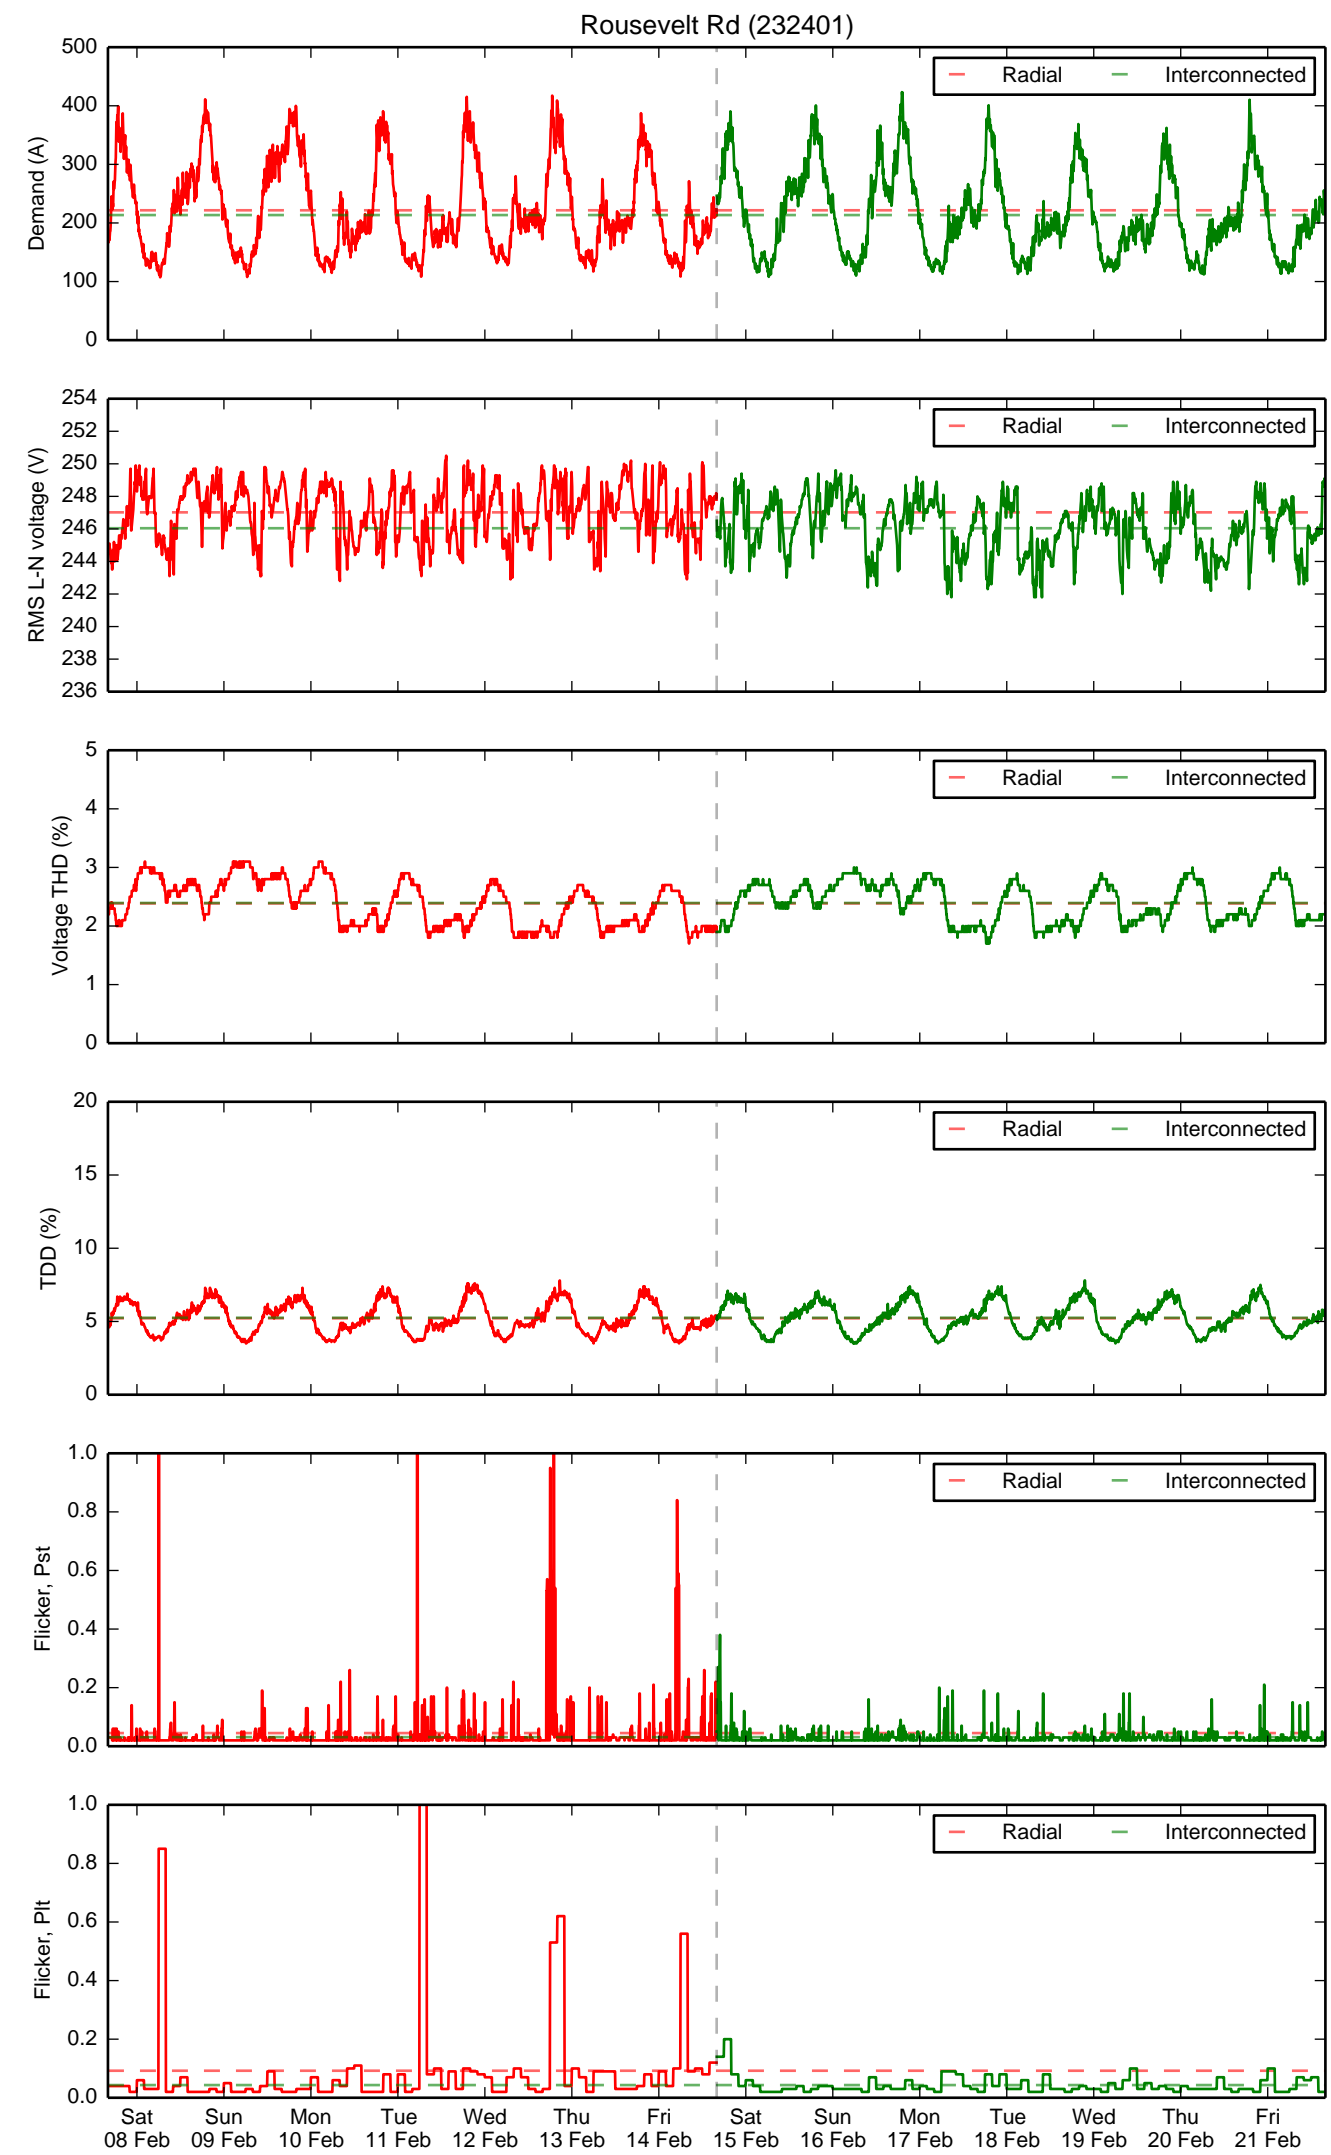 Rousevelt Rd (232401)
500
400
300
200
100
0
Demand (A)
Radial
Interconnected
254
252
250
248
246
244
242
240
238
236
RMS L-N voltage (V)
Radial
Interconnected
5
4
3
2
1
0
Voltage THD (%)
Radial
Interconnected
20
15
10
5
0
TDD (%)
Radial
Interconnected
1.0
0.8
0.6
0.4
0.2
0.0
Flicker, Pst
Radial
Interconnected
1.0
0.8
0.6
0.4
0.2
0.0
Flicker, Plt
Radial
Interconnected
Sat
08 Feb
Sun
09 Feb
Mon
10 Feb
Tue
11 Feb
Wed
12 Feb
Thu
13 Feb
Fri
14 Feb
Sat
15 Feb
Sun
16 Feb
Mon
17 Feb
Tue
18 Feb
Wed
19 Feb
Thu
20 Feb
Fri
21 Feb